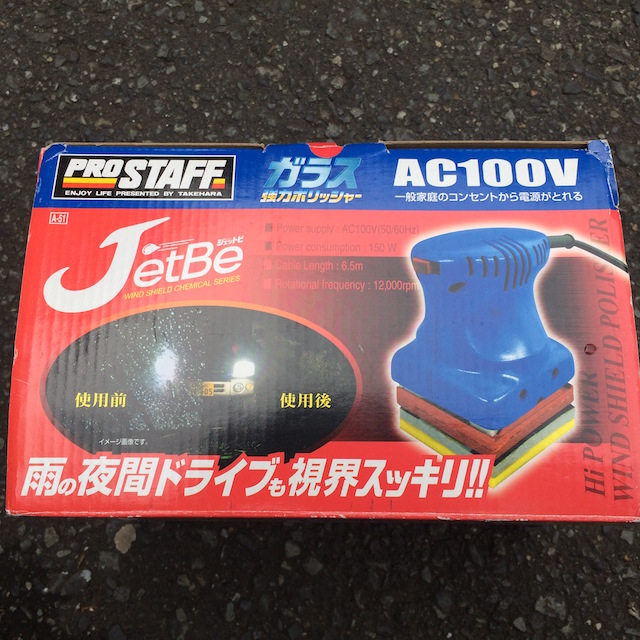 PRO STAFF
ENJOY LIFE PRESENTED BY TAKEHARA
ガラス
強力ポリッシャー
AC100V
一般家庭のコンセントから電源がとれる
A-51
JetBe
ジェットビ
WIND SHIELD CHEMICAL SERIES
Power supply : AC100V(50/60Hz)
Power consumption : 150 W
Cable Length : 6.5m
Rotational frequency : 12,000rpm
使用前
使用後
イメージ画像です。
雨の夜間ドライブも視界スッキリ!!
Hi POWER
WIND SHIELD POLISHER